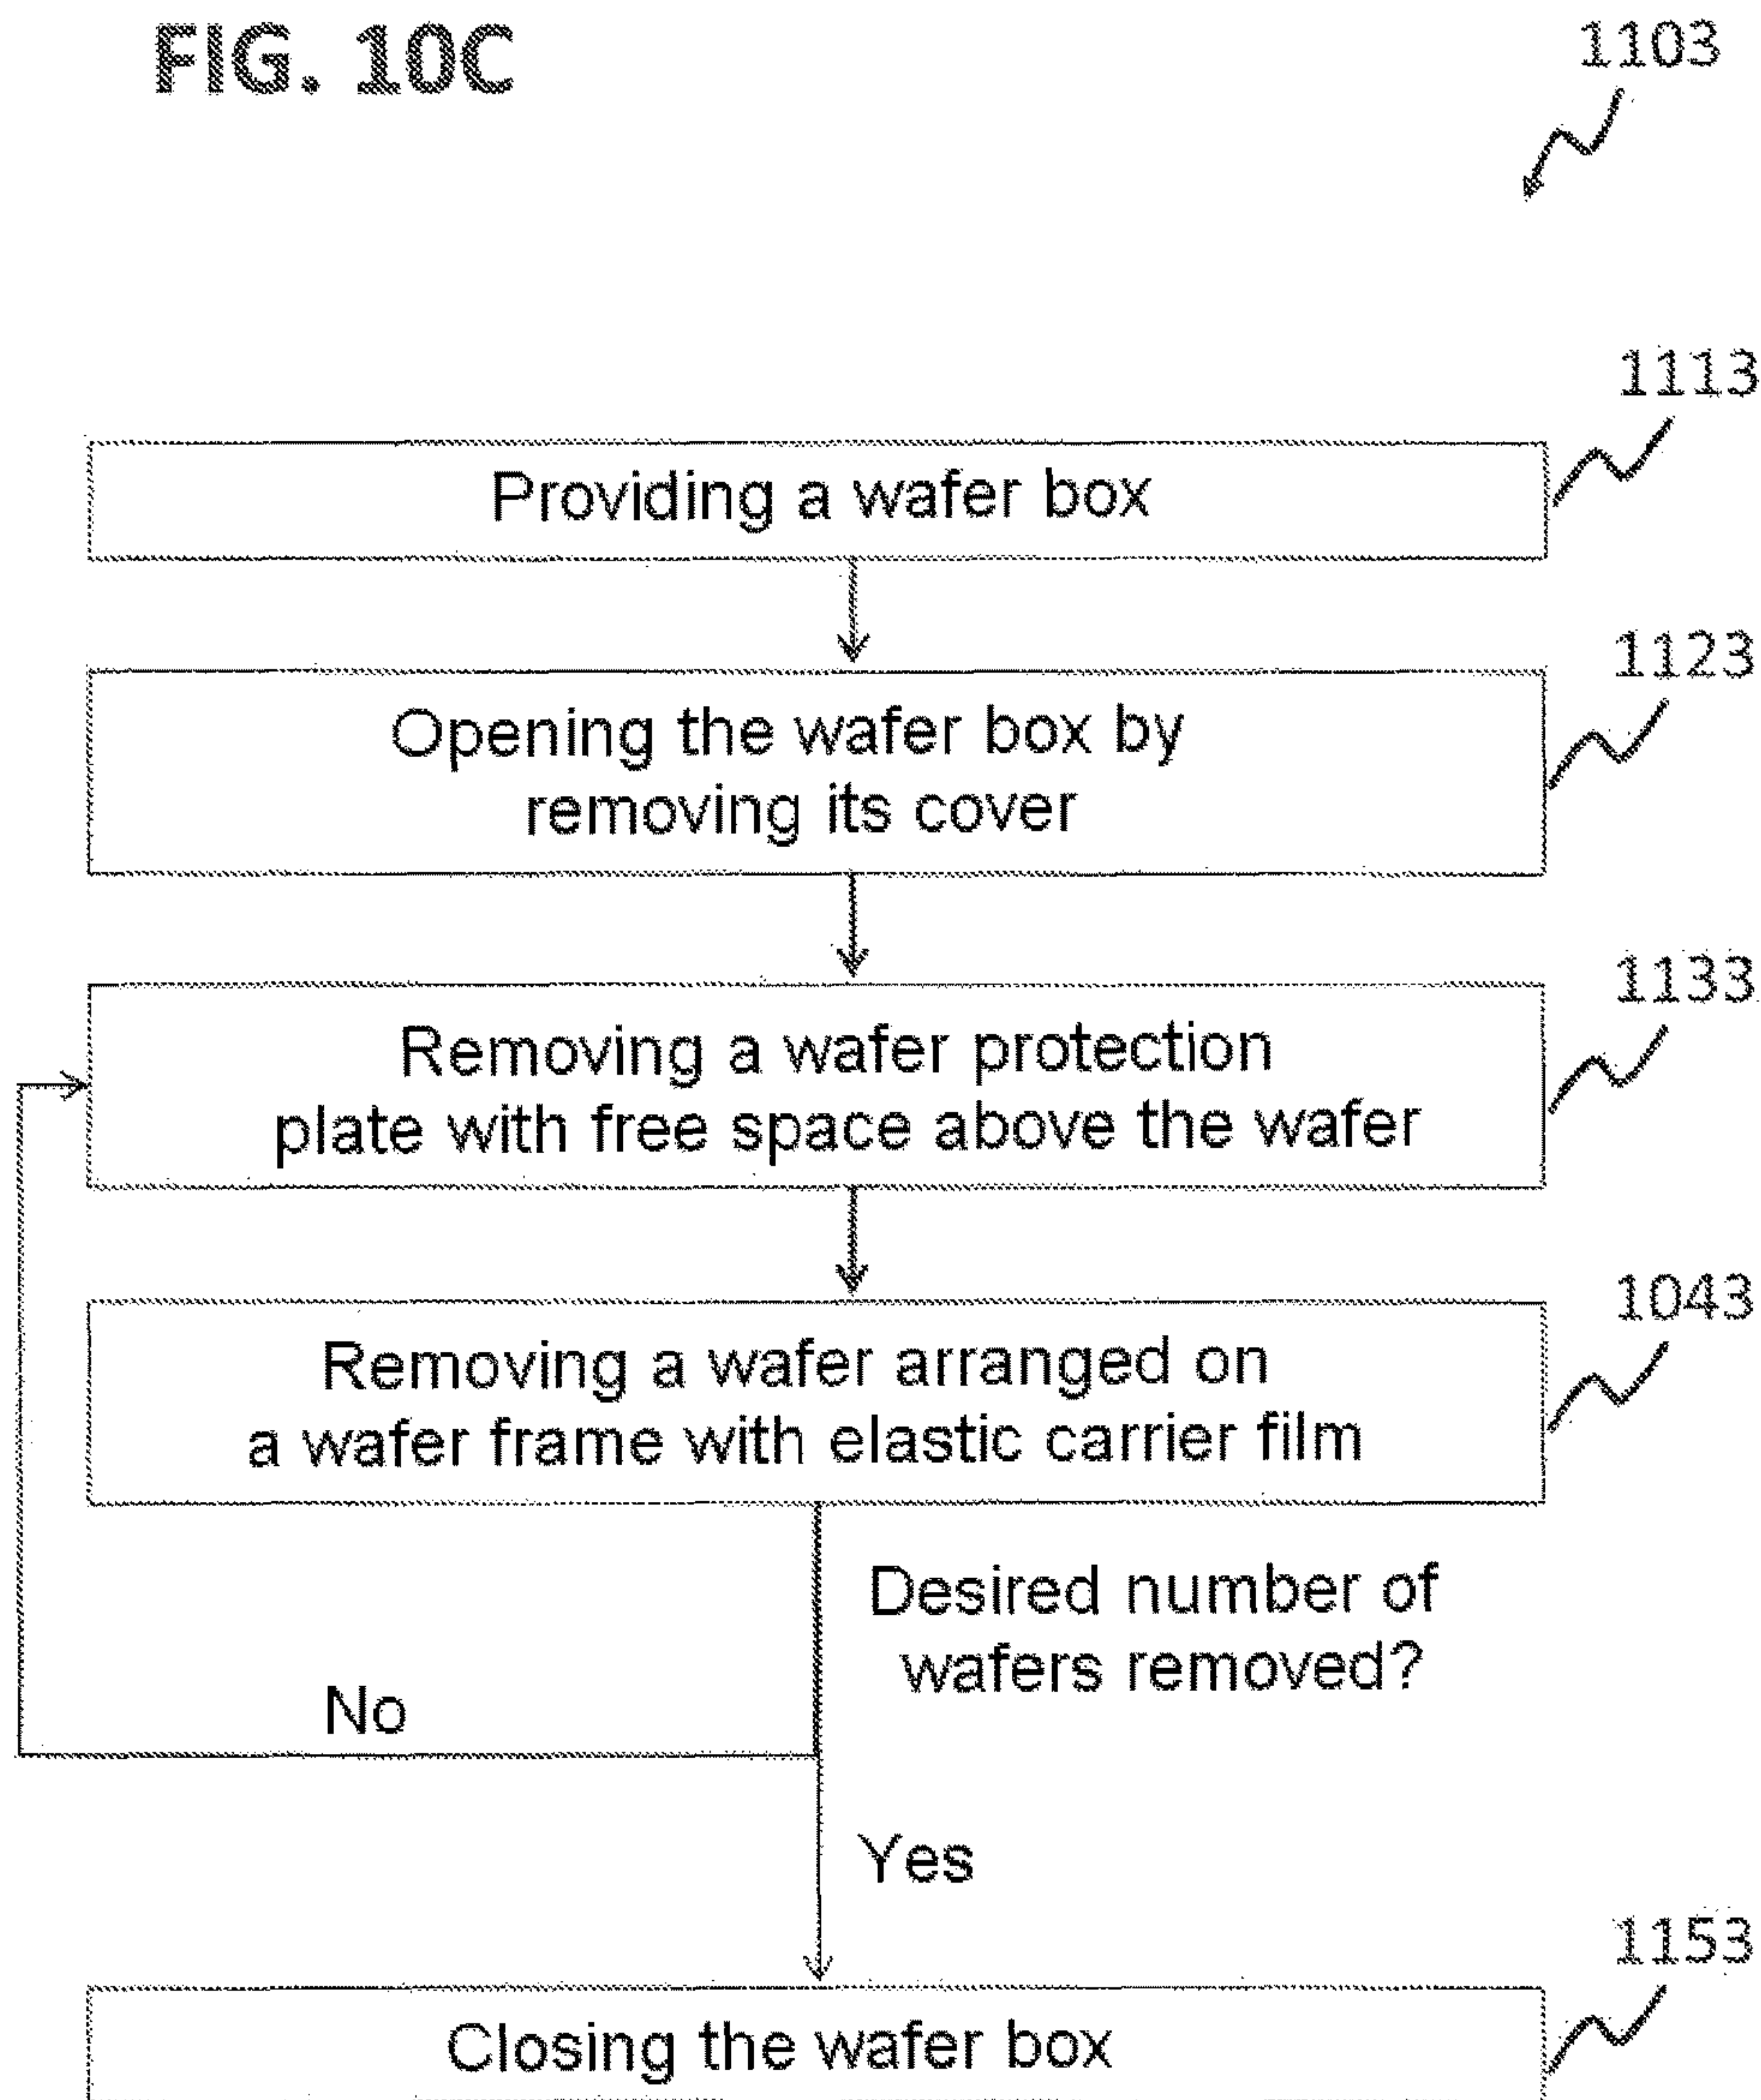 FIG. 10C
1103
1113
Providing a wafer box
1123
Opening the wafer box by
removing its cover
1133
Removing a wafer protection
plate with free space above the wafer
1043
Removing a wafer arranged on
a wafer frame with elastic carrier film
Desired number of
wafers removed?
No
Yes
1153
Closing the wafer box